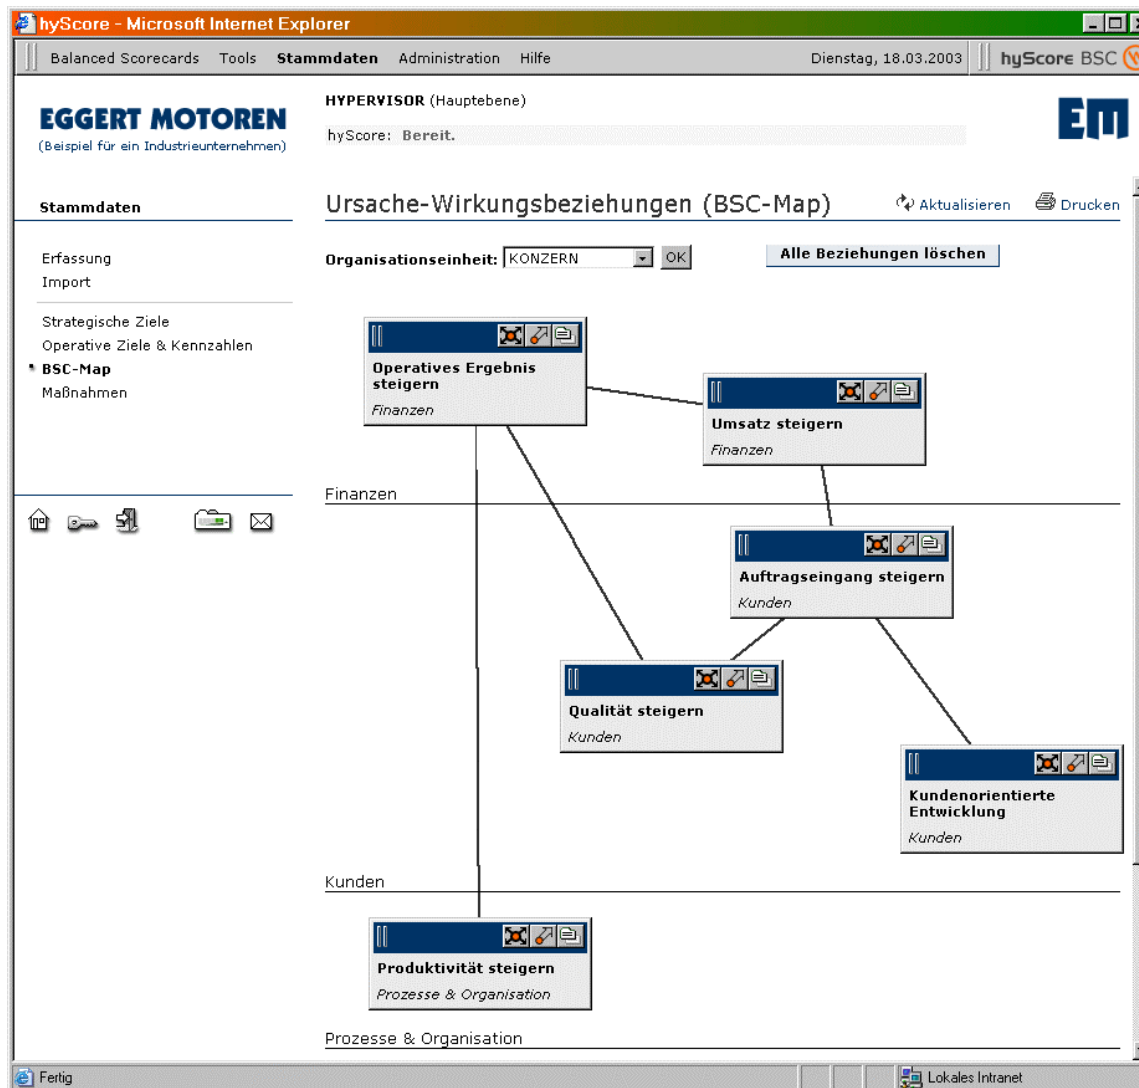 hyScore - Microsoft Internet Explorer
Balanced Scorecards Tools Stammdaten Administration Hilfe Dienstag, 18.03.2003 hyScore BSC
EGGERT MOTOREN
(Beispiel für ein Industrieunternehmen)
HYPERVISOR (Hauptebene)
hyScore: Bereit.
EM
Stammdaten
Erfassung
Import
Strategische Ziele
Operative Ziele & Kennzahlen
BSC-Map
Maßnahmen
Ursache-Wirkungsbeziehungen (BSC-Map) Aktualisieren Drucken
Organisationseinheit: KONZERN OK Alle Beziehungen löschen
Operatives Ergebnis
steigern
Finanzen
Umsatz steigern
Finanzen
Finanzen
Auftragseingang steigern
Kunden
Qualität steigern
Kunden
Kundenorientierte
Entwicklung
Kunden
Kunden
Produktivität steigern
Prozesse & Organisation
Prozesse & Organisation
Fertig Lokales Intranet